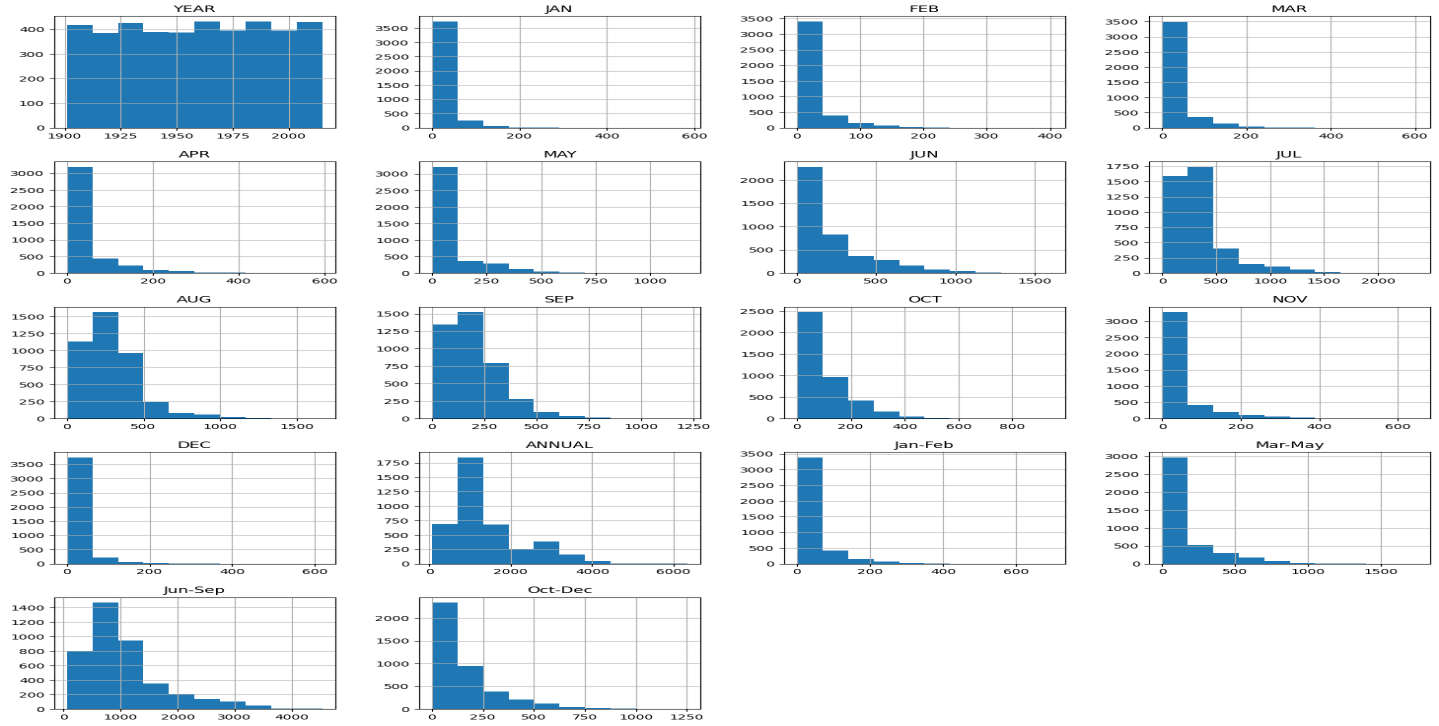 YEAR JAN FEB MAR
400 300 200 100 0
1900 1925 1950 1975 2000
3500 3000 2500 2000 1500 1000 500 0
0 200 400 600
3500 3000 2500 2000 1500 1000 500 0
0 100 200 300 400
3500 3000 2500 2000 1500 1000 500 0
0 200 400 600
APR MAY JUN JUL
3000 2500 2000 1500 1000 500 0
0 200 400 600
3000 2500 2000 1500 1000 500 0
0 250 500 750 1000
2000 1500 1000 500 0
0 500 1000 1500
1750 1500 1250 1000 750 500 250 0
0 500 1000 1500 2000
AUG SEP OCT NOV
1500 1250 1000 750 500 250 0
0 500 1000 1500
1500 1250 1000 750 500 250 0
0 250 500 750 1000 1250
2500 2000 1500 1000 500 0
0 200 400 600 800
3000 2500 2000 1500 1000 500 0
0 200 400 600
DEC ANNUAL Jan-Feb Mar-May
3500 3000 2500 2000 1500 1000 500 0
0 200 400 600
1750 1500 1250 1000 750 500 250 0
0 2000 4000 6000
3500 3000 2500 2000 1500 1000 500 0
0 200 400 600
3000 2500 2000 1500 1000 500 0
0 500 1000 1500
Jun-Sep Oct-Dec
1400 1200 1000 800 600 400 200 0
0 1000 2000 3000 4000
2000 1500 1000 500 0
0 250 500 750 1000 1250